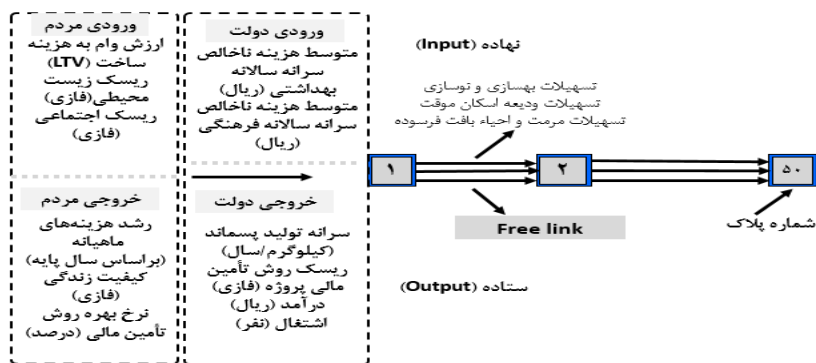 ورودی مردم
ارزش وام به هزینه
ساخت (LTV)
ریسک زیست
محیطی(فازی)
ریسک اجتماعی
(فازی)
خروجی مردم
رشد هزینه‌های
ماهیانه
(براساس سال پایه)
کیفیت زندگی
(فازی)
نرخ بهره روش
تأمین مالی (درصد)
ورودی دولت
متوسط هزینه ناخالص
سرانه سالانه
بهداشتی (ریال)
متوسط هزینه ناخالص
سرانه سالانه فرهنگی
(ریال)
خروجی دولت
سرانه تولید پسماند
(کیلوگرم/سال)
ریسک روش تأمین
مالی پروژه (فازی)
درآمد (ریال)
اشتغال (نفر)
نهاده (Input)
تسهیلات بهسازی و نوسازی
تسهیلات ودیعه اسکان موقت
تسهیلات مرمت و احیاء بافت فرسوده
۱
۲
۵۰
Free link
شماره پلاک
ستاده (Output)